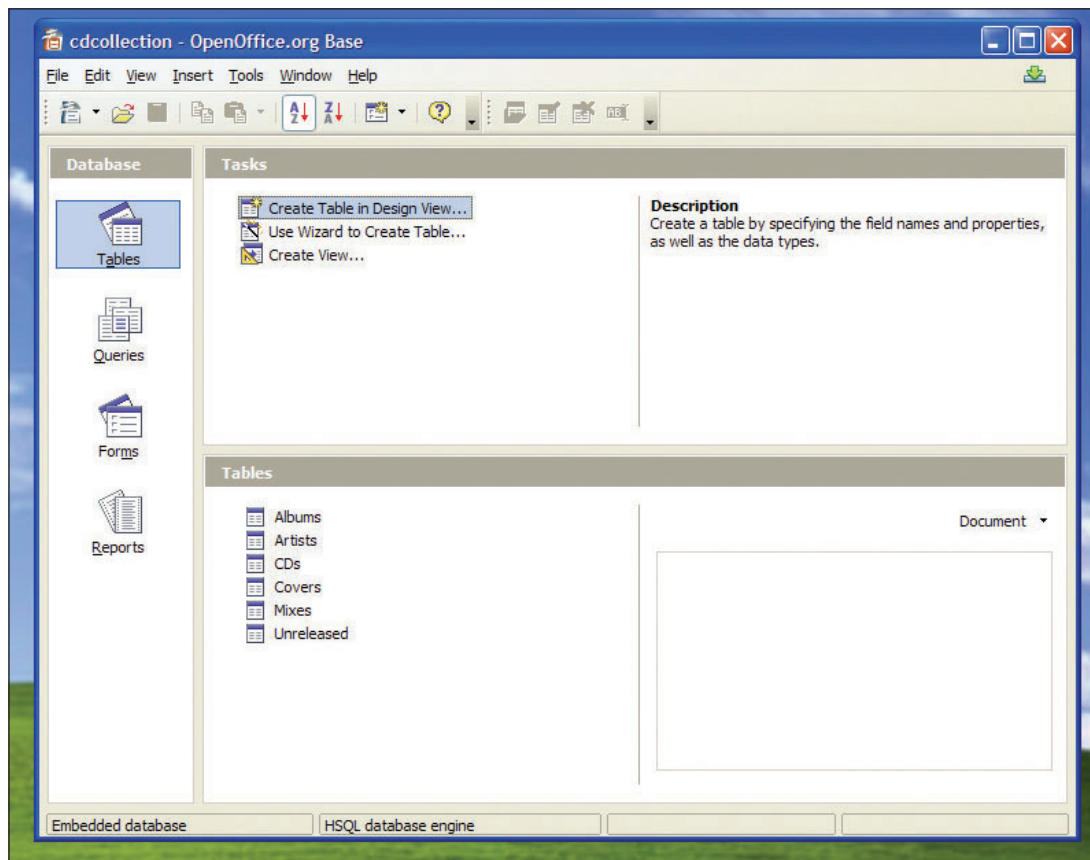 cdcollection - OpenOffice.org Base
File Edit View Insert Tools Window Help
Database
Tables
Queries
Forms
Reports
Tasks
Create Table in Design View...
Use Wizard to Create Table...
Create View...
Description
Create a table by specifying the field names and properties,
as well as the data types.
Tables
Albums
Artists
CDs
Covers
Mixes
Unreleased
Document
Embedded database HSQL database engine